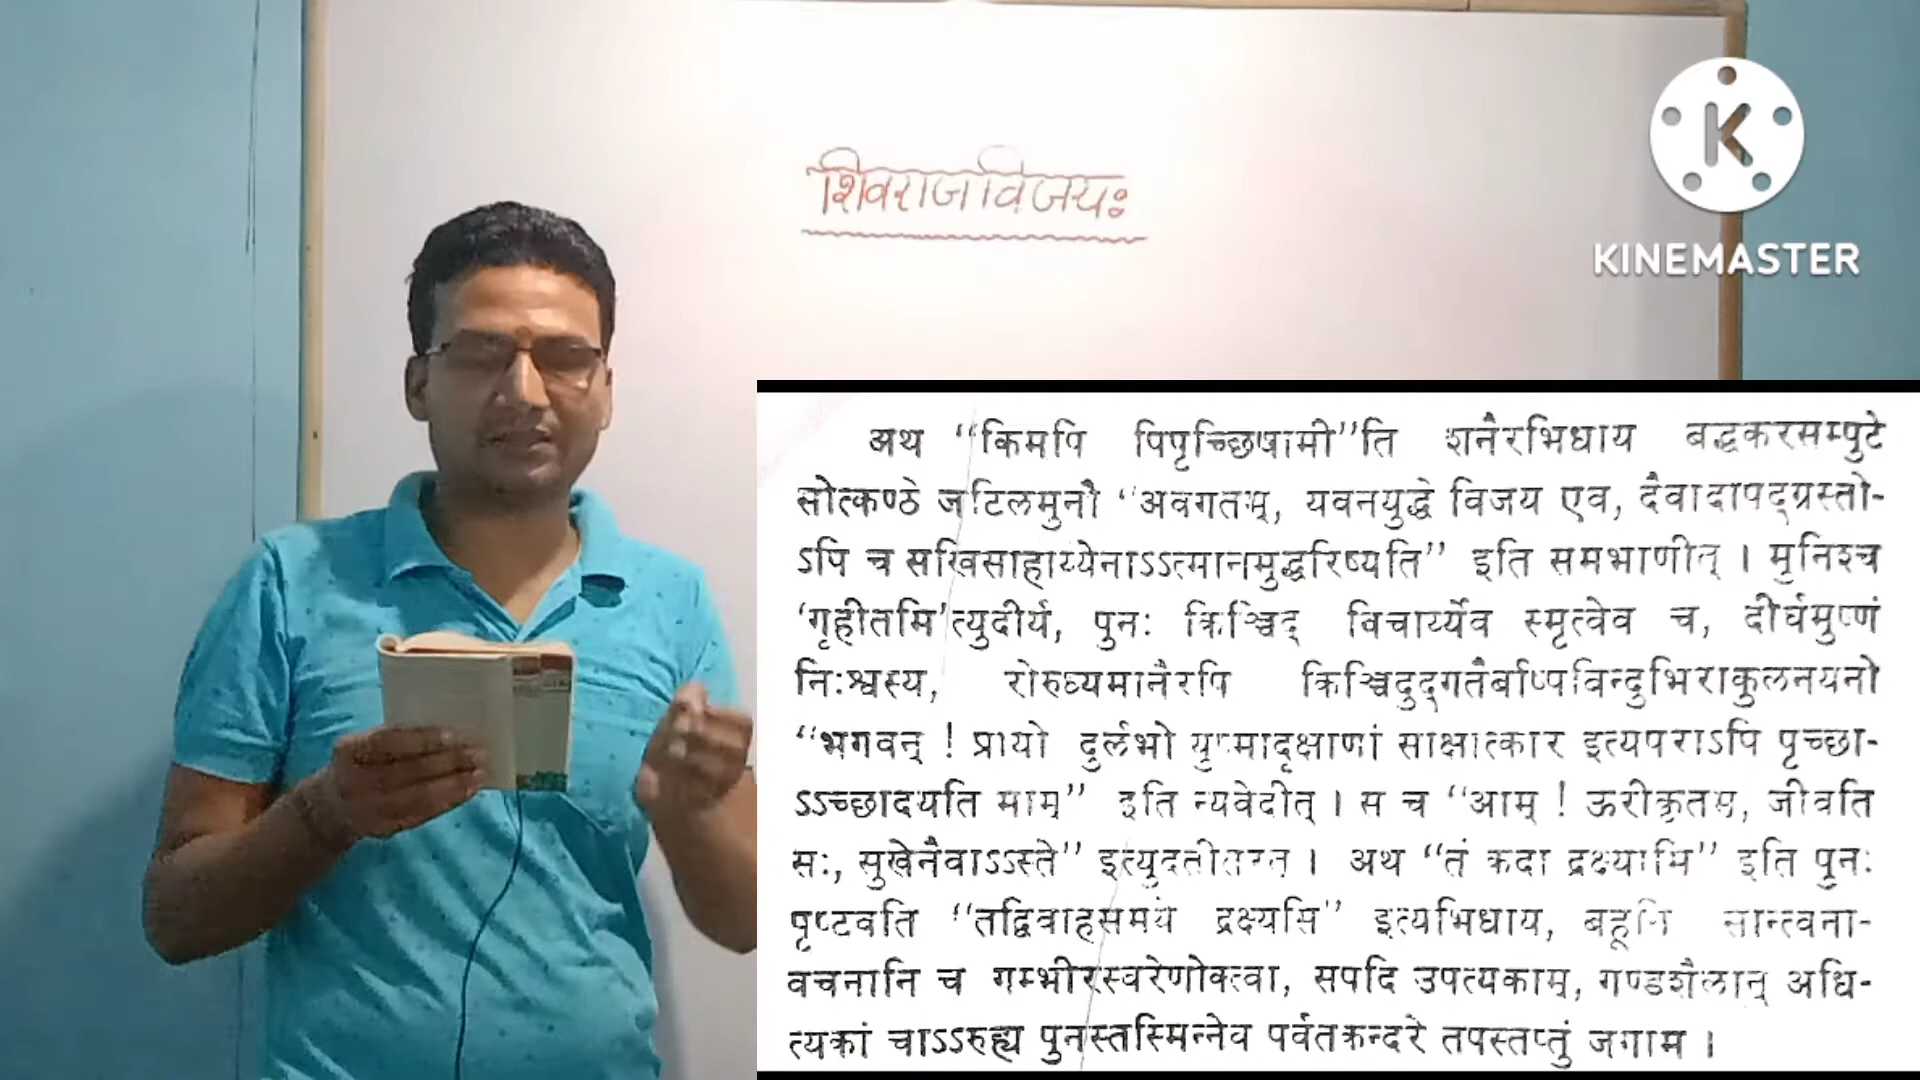 शिवराजविजयः
KINEMASTER
अथ “किमपि पिपृच्छिषामी”ति शनैरभिधाय बद्धकरसम्पुटे
सोत्कण्ठे जटिलमुनौ “अवगतम्, यवनयुद्धे विजय एव, दैवादापद्ग्रस्तो-
ऽपि च सखिसाहाय्येनाऽऽत्मानमुद्धरिष्यति” इति समभाणीत् । मुनिश्च
‘गृहीतमि’त्युदीर्य, पुनः किञ्चिद् विचार्य्येव स्मृत्वेव च, दीर्घमुष्णं
निःश्वस्य, रोरुध्यमानैरपि किञ्चिदुद्गतैर्बाष्पविन्दुभिराकुलनयनो
“भगवन् ! प्रायो दुर्लभो युष्मादृक्षाणां साक्षात्कार इत्यपराऽपि पृच्छा-
ऽऽच्छादयति माम्” इति न्यवेदीत् । स च “आम् ! ऊरीकृतम्, जीवति
सः, सुखेनैवाऽऽस्ते” इत्युदतीतरत् । अथ “तं कदा द्रक्ष्यामि” इति पुनः
पृष्टवति “तद्विवाहसमये द्रक्ष्यसि” इत्यभिधाय, बहूनि सान्त्वना-
वचनानि च गम्भीरस्वरेणोक्त्वा, सपदि उपत्यकाम्, गण्डशैलान् अधि-
त्यकां चाऽऽरुह्य पुनस्तस्मिन्नेव पर्वतकन्दरे तपस्तप्तुं जगाम ।